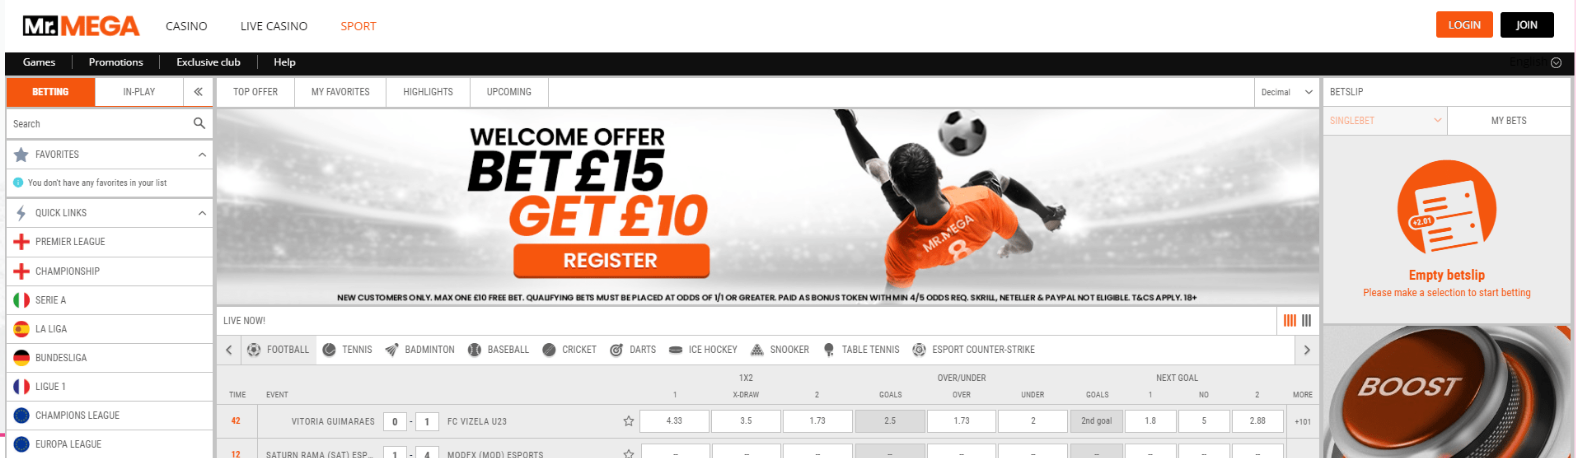 Mr.MEGA CASINO LIVE CASINO SPORT LOGIN JOIN
Games Promotions Exclusive club Help English
BETTING IN-PLAY
Search
FAVORITES
You don't have any favorites in your list
QUICK LINKS
PREMIER LEAGUE
CHAMPIONSHIP
SERIE A
LA LIGA
BUNDESLIGA
LIGUE 1
CHAMPIONS LEAGUE
EUROPA LEAGUE
TOP OFFER MY FAVORITES HIGHLIGHTS UPCOMING Decimal
WELCOME OFFER
BET £15
GET £10
REGISTER
MR.MEGA
8
NEW CUSTOMERS ONLY. MAX ONE £10 FREE BET. QUALIFYING BETS MUST BE PLACED AT ODDS OF 1/1 OR GREATER. PAID AS BONUS TOKEN WITH MIN 4/5 ODDS REQ. SKRILL, NETELLER & PAYPAL NOT ELIGIBLE. T&CS APPLY. 18+
LIVE NOW!
FOOTBALL TENNIS BADMINTON BASEBALL CRICKET DARTS ICE HOCKEY SNOOKER TABLE TENNIS ESPORT COUNTER-STRIKE
1X2 OVER/UNDER NEXT GOAL
TIME EVENT 1 X-DRAW 2 GOALS OVER UNDER GOALS 1 NO 2 MORE
42 VITORIA GUIMARAES 0 - 1 FC VIZELA U23 4.33 3.5 1.73 2.5 1.73 2 2nd goal 1.8 5 2.88 +101
12 SATURN RAMA (SAT) ESP... 1 - 4 MODEX (MOD) ESPORTS -- -- -- -- -- -- -- -- -- --
BETSLIP
SINGLEBET MY BETS
+2.01
Empty betslip
Please make a selection to start betting
BOOST